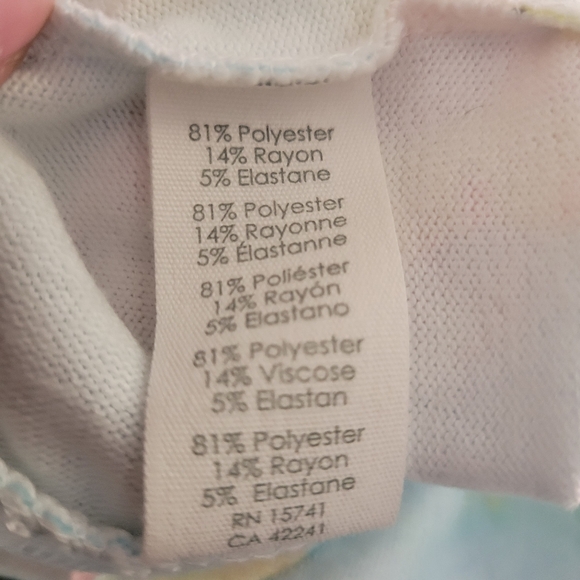 81% Polyester
14% Rayon
5% Elastane
81% Polyester
14% Rayonne
5% Élastanne
81% Poliéster
14% Rayón
5% Elastano
81% Polyester
14% Viscose
5% Elastan
81% Polyester
14% Rayon
5% Elastane
RN 15741
CA 42241